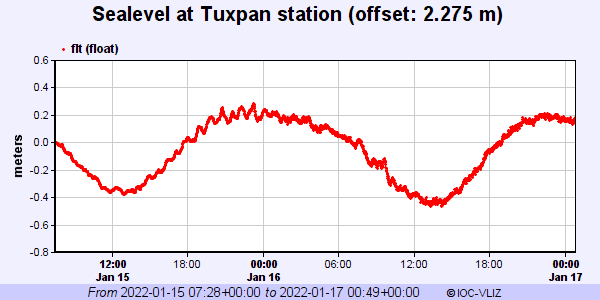 Sealevel at Tuxpan station (offset: 2.275 m)
flt (float)
meters
0.6
0.4
0.2
0.0
-0.2
-0.4
-0.6
-0.8
12:00 18:00 00:00 06:00 12:00 18:00 00:00
Jan 15 Jan 16 Jan 17
From 2022-01-15 07:28+00:00 to 2022-01-17 00:49+00:00 © IOC-VLIZ